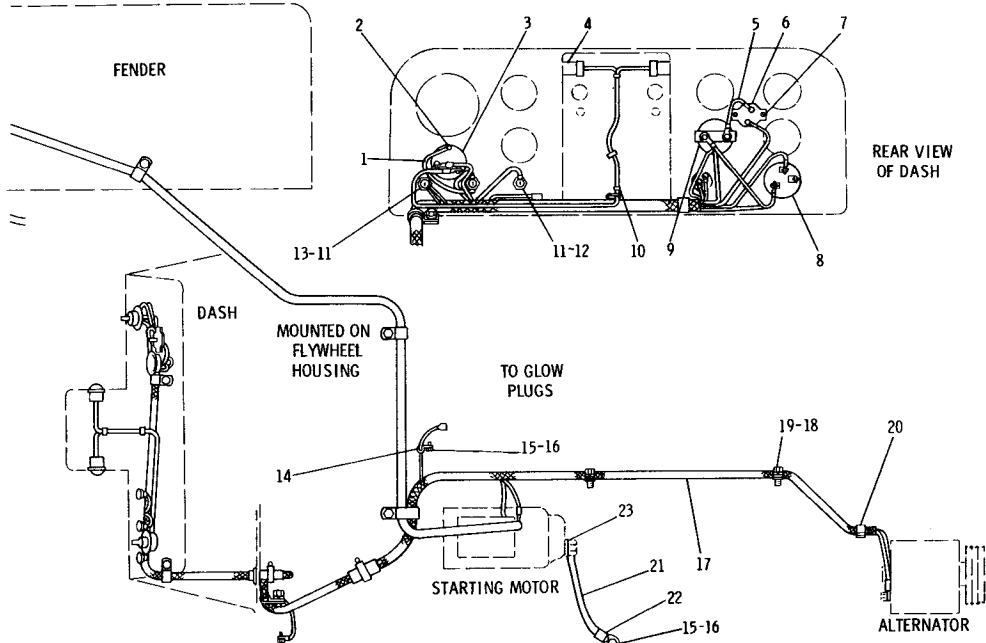 2
3
4
5
6
7
FENDER
1
REAR VIEW
OF DASH
13-11
11~12
10
9
8
DASH
MOUNTED ON
FLYWHEEL
HOUSING
TO GLOW
PLUGS
14
15-16
19-18
20
23
17
STARTING MOTOR
21
22
15-16
ALTERNATOR